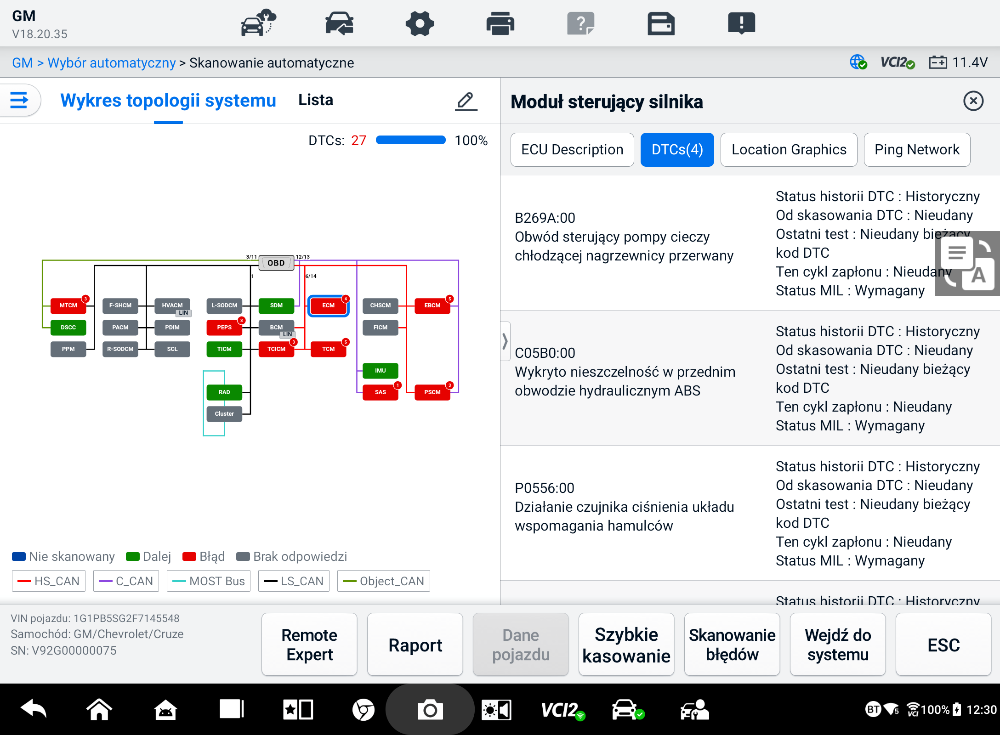 GM
V18.20.35
?
GM > Wybór automatyczny > Skanowanie automatyczne
VCI2
11.4V
Wykres topologii systemu
Lista
DTCs: 27
100%
3/11
OBD
12/13
1
6/14
MTCM
3
F-SHCM
HVACM
LIN
L-SODCM
SDM
ECM
4
CHSCM
EBCM
5
DSCC
PACM
PDIM
PEPS
3
BCM
LIN
FICM
PPM
R-SODCM
SCL
TICM
TCICM
3
TCM
5
IMU
RAD
SAS
1
PSCM
3
Cluster
Nie skanowany
Dalej
Błąd
Brak odpowiedzi
HS_CAN
C_CAN
MOST Bus
LS_CAN
Object_CAN
Moduł sterujący silnika
ECU Description
DTCs(4)
Location Graphics
Ping Network
B269A:00
Obwód sterujący pompy cieczy
chłodzącej nagrzewnicy przerwany
Status historii DTC : Historyczny
Od skasowania DTC : Nieudany
Ostatni test : Nieudany bieżący
kod DTC
Ten cykl zapłonu : Nieudany
Status MIL : Wymagany
A
C05B0:00
Wykryto nieszczelność w przednim
obwodzie hydraulicznym ABS
Status historii DTC : Historyczny
Od skasowania DTC : Nieudany
Ostatni test : Nieudany bieżący
kod DTC
Ten cykl zapłonu : Nieudany
Status MIL : Wymagany
P0556:00
Działanie czujnika ciśnienia układu
wspomagania hamulców
Status historii DTC : Historyczny
Od skasowania DTC : Nieudany
Ostatni test : Nieudany bieżący
kod DTC
Ten cykl zapłonu : Nieudany
Status MIL : Wymagany
Status historii DTC : Historyczny
VIN pojazdu: 1G1PB5SG2F7145548
Samochód: GM/Chevrolet/Cruze
SN: V92G00000075
Remote
Expert
Raport
Dane
pojazdu
Szybkie
kasowanie
Skanowanie
błędów
Wejdź do
systemu
ESC
VCI2
BT
5
VCI
100%
12:30